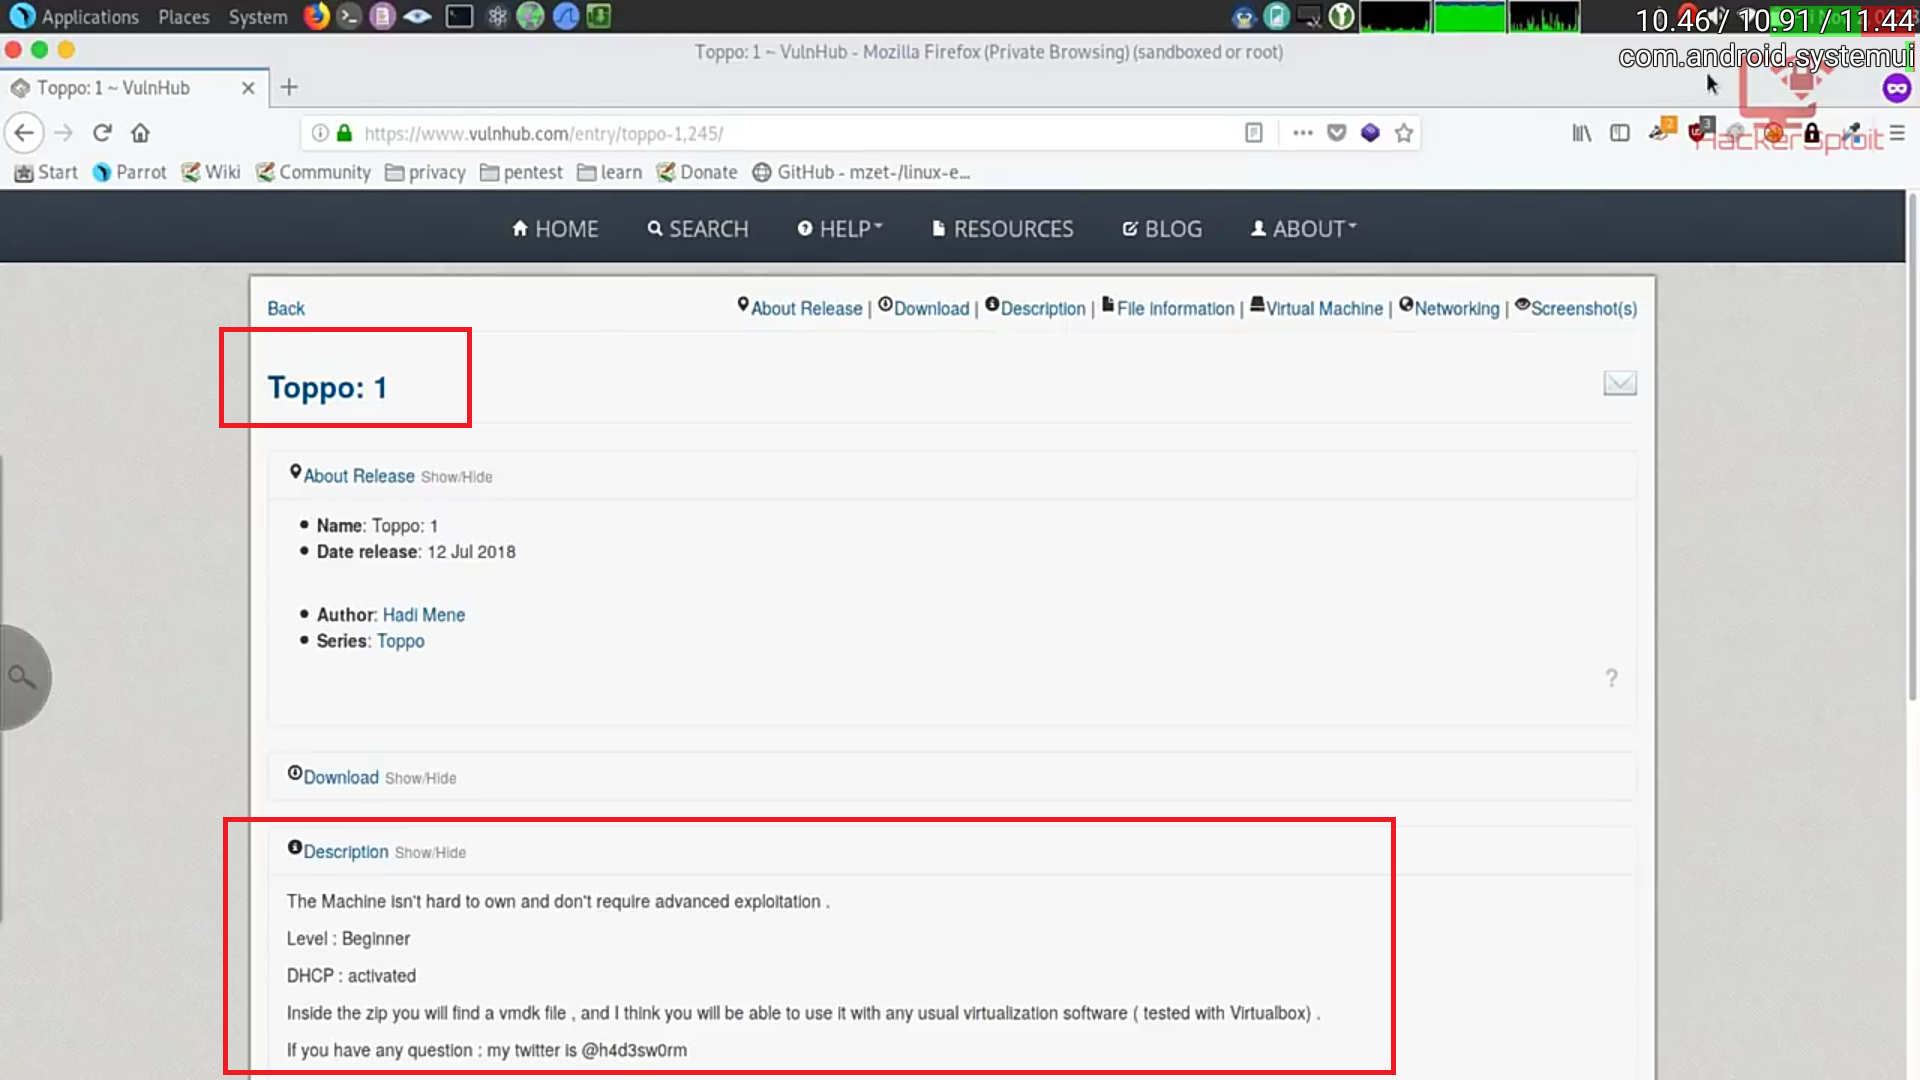 Applications Places System
10.46 / 10.91 / 11.44
Toppo: 1 ~ VulnHub - Mozilla Firefox (Private Browsing) (sandboxed or root)
com.android.systemui
Toppo: 1 ~ VulnHub
https://www.vulnhub.com/entry/toppo-1,245/
2
3
HackerSploit
Start Parrot Wiki Community privacy pentest learn Donate GitHub - mzet-/linux-e...
HOME SEARCH HELP RESOURCES BLOG ABOUT
Back
About Release | Download | Description | File Information | Virtual Machine | Networking | Screenshot(s)
Toppo: 1
About Release Show/Hide
Name: Toppo: 1
Date release: 12 Jul 2018
Author: Hadi Mene
Series: Toppo
?
Download Show/Hide
Description Show/Hide
The Machine isn't hard to own and don't require advanced exploitation .
Level : Beginner
DHCP : activated
Inside the zip you will find a vmdk file , and I think you will be able to use it with any usual virtualization software ( tested with Virtualbox) .
If you have any question : my twitter is @h4d3sw0rm